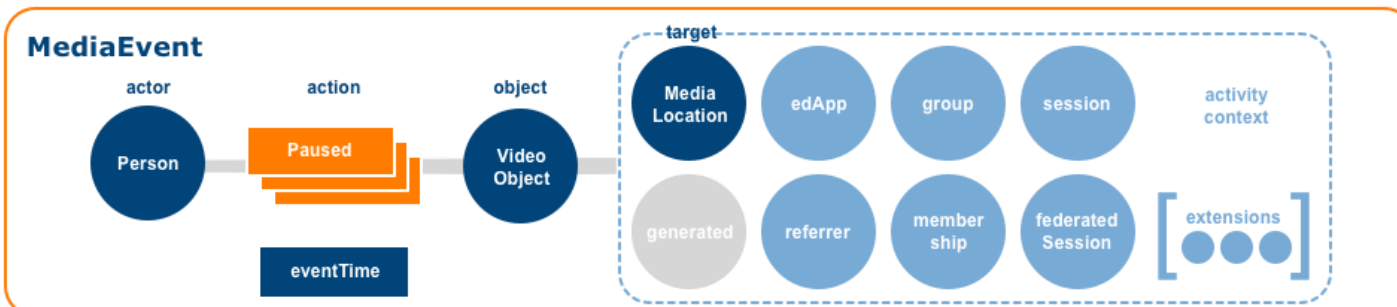 MediaEvent
target
actor
action
object
Person
Paused
Video
Object
eventTime
Media
Location
edApp
group
session
activity
context
generated
referrer
member
ship
federated
Session
extensions